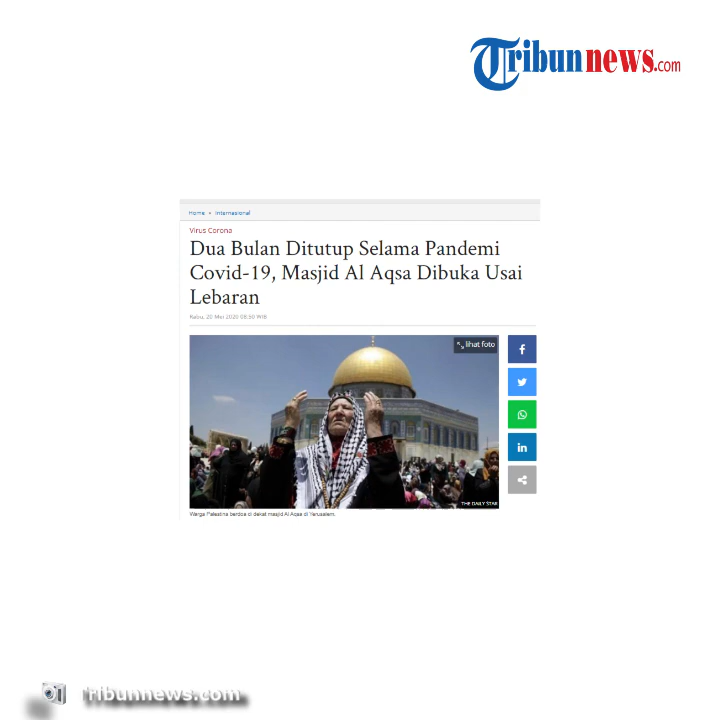 Tribunnews.com
Home » Internasional
Virus Corona
Dua Bulan Ditutup Selama Pandemi
Covid-19, Masjid Al Aqsa Dibuka Usai
Lebaran
Rabu, 20 Mei 2020 08:50 WIB
lihat foto
THE DAILY STAR
Warga Palestina berdoa di dekat masjid Al Aqsa di Yerusalem.
Tribunnews.com